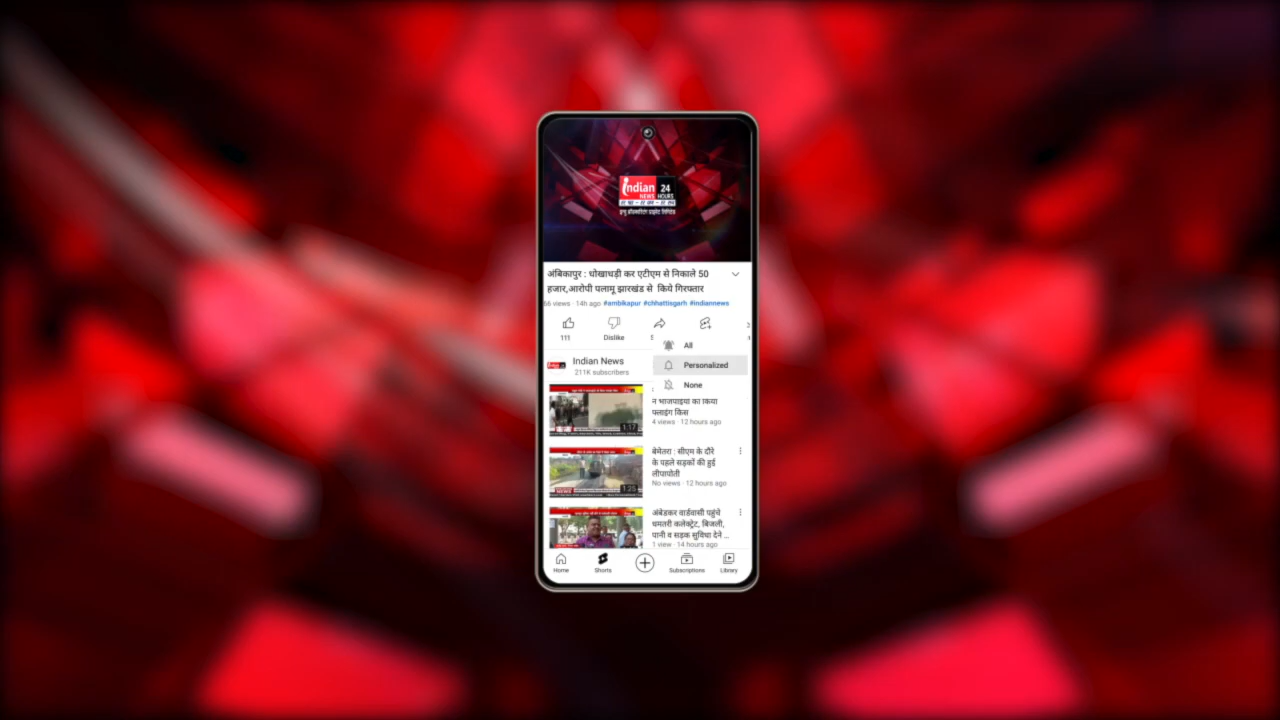 indian
NEWS
24
HOURS
अंबिकापुर : धोखाधड़ी कर एटीएम से निकाले 50
हजार,आरोपी पलामू झारखंड से किये गिरफ्तार
66 views · 14h ago #ambikapur #chhattisgarh #indiannews
111
Dislike
All
Indian News
211K subscribers
Personalized
None
न भाजपाइयों का किया
फ्लाइंग किस
4 views · 12 hours ago
1:17
बेमेतरा : सीएम के दौरे
के पहले सड़कों की हुई
लीपापोती
No views · 12 hours ago
1:25
अंबेडकर वार्डवासी पहुंचे
धमतरी कलेक्ट्रेट, बिजली,
पानी व सड़क सुविधा देने ...
1 view · 14 hours ago
Home
Shorts
Subscriptions
Library